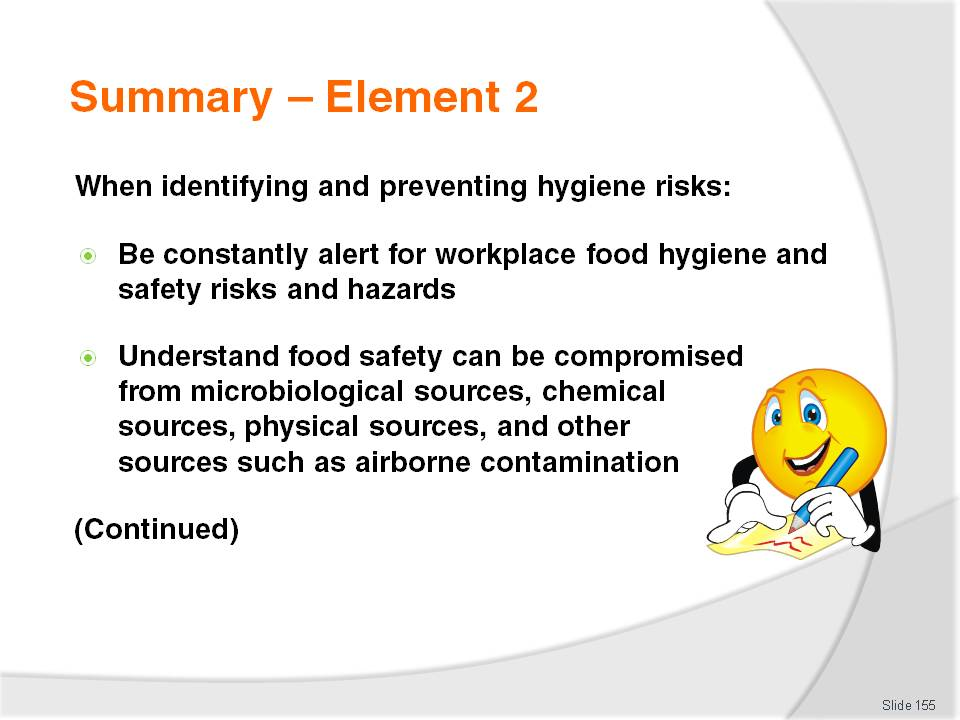 Summary – Element 2
When identifying and preventing hygiene risks:
Be constantly alert for workplace food hygiene and
safety risks and hazards
Understand food safety can be compromised
from microbiological sources, chemical
sources, physical sources, and other
sources such as airborne contamination
(Continued)
Slide 155